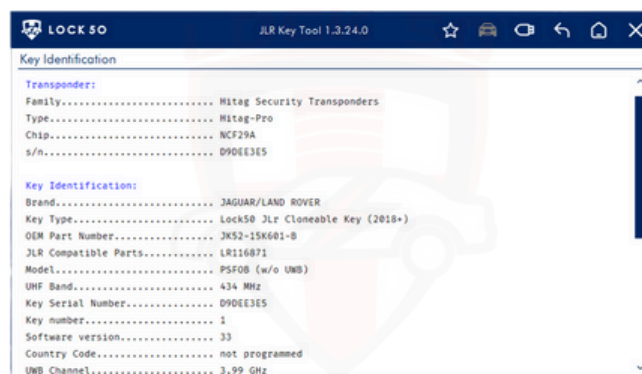 LOCK 50
JLR Key Tool 1.3.24.0
Key Identification
Transponder:
Family.......................... Hitag Security Transponders
Type............................ Hitag-Pro
Chip............................ NCF29A
s/n............................. D9DEE3E5
Key Identification:
Brand........................... JAGUAR/LAND ROVER
Key Type........................ Lock50 JLr Cloneable Key (2018+)
OEM Part Number................. JK52-15K601-B
JLR Compatible Parts............ LR116871
Model........................... PSFOB (w/o UWB)
UHF Band........................ 434 MHz
Key Serial Number............... D9DEE3E5
Key number...................... 1
Software version................ 33
Country Code.................... not programmed
UWB Channel..................... 3.99 GHz